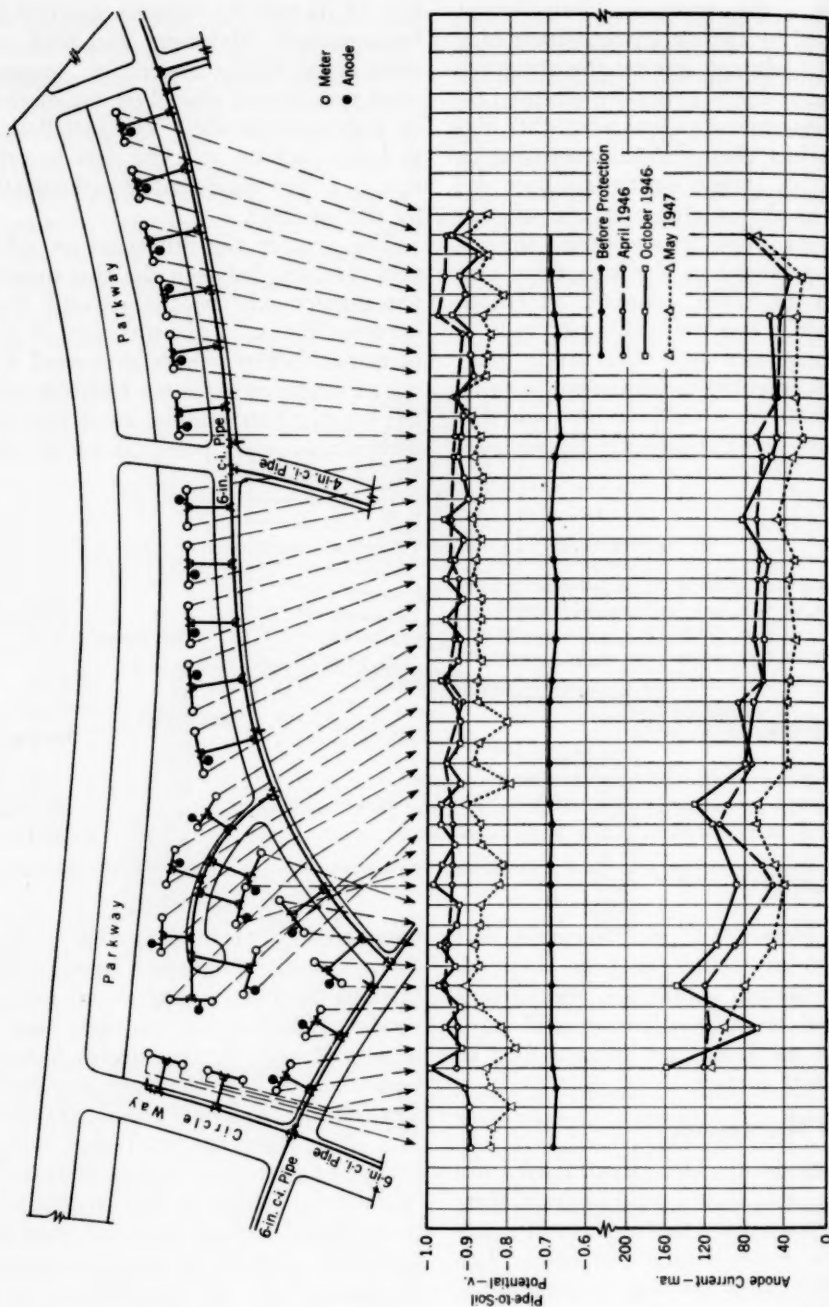 Parkway
Parkway
Circle Way
6-in. c-i. Pipe
6-in. c-i. Pipe
6-in. c-i. Pipe
4-in. c-i. Pipe
Meter
Anode
Before Protection
April 1946
October 1946
May 1947
Pipe-to-Soil
Potential—v.
-1.0
-0.9
-0.8
-0.7
-0.6
Anode Current—ma.
200
160
120
80
40
0